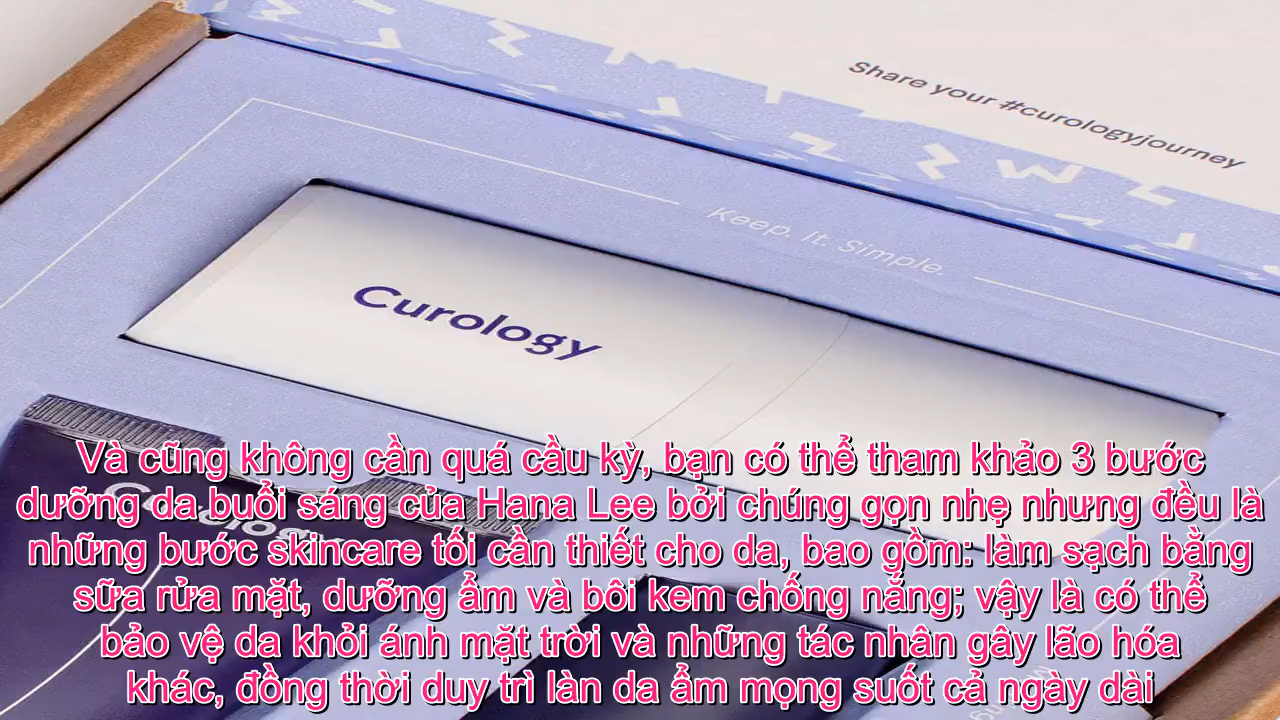 Share your #curologyjourney
Keep. It. Simple.
Curology
Curology
Và cũng không cần quá cầu kỳ, bạn có thể tham khảo 3 bước
dưỡng da buổi sáng của Hana Lee bởi chúng gọn nhẹ nhưng đều là
những bước skincare tối cần thiết cho da, bao gồm: làm sạch bằng
sữa rửa mặt, dưỡng ẩm và bôi kem chống nắng; vậy là có thể
bảo vệ da khỏi ánh mặt trời và những tác nhân gây lão hóa
khác, đồng thời duy trì làn da ẩm mọng suốt cả ngày dài